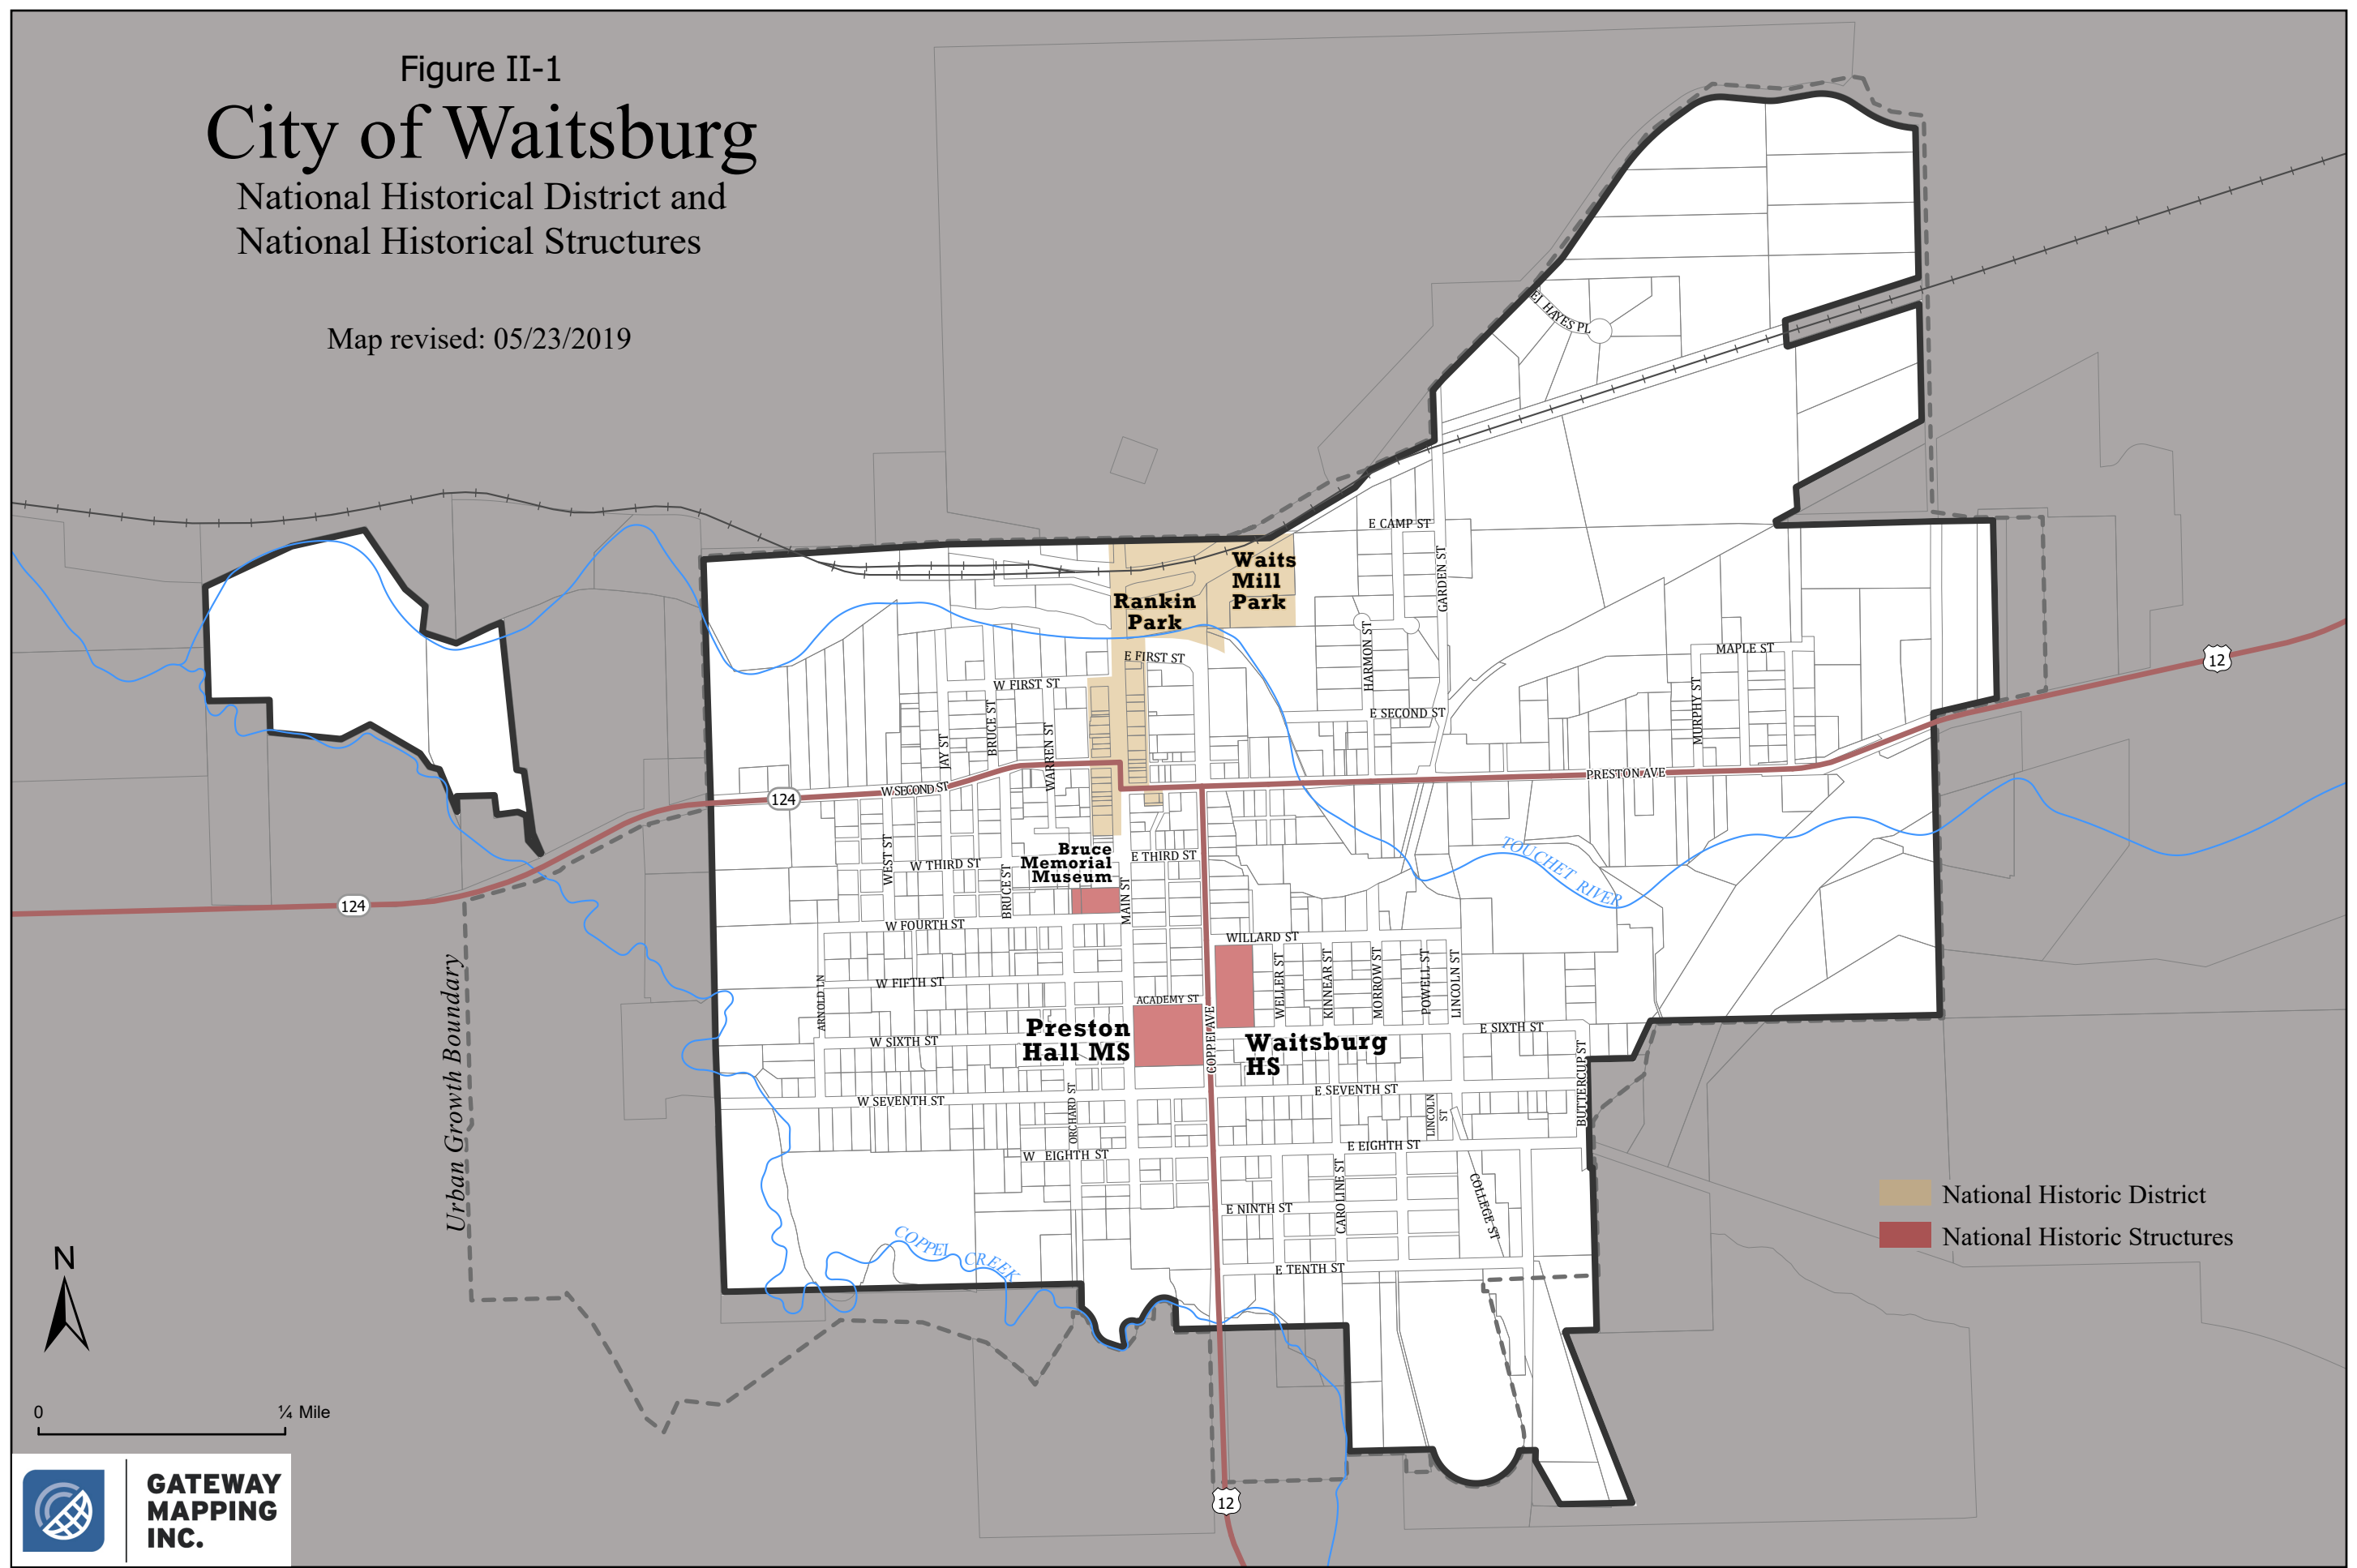 Figure II-1
City of Waitsburg
National Historical District and
National Historical Structures
Map revised: 05/23/2019
HAYES PL
E CAMP ST
GARDEN ST
Waits
Mill
Park
Rankin
Park
E FIRST ST
HARMON ST
MAPLE ST
12
W FIRST ST
BRUCE ST
WARREN ST
JAY ST
E SECOND ST
MURPHY ST
PRESTON AVE
124
W SECOND ST
WEST ST
W THIRD ST
BRUCE ST
Bruce
Memorial
Museum
E THIRD ST
MAIN ST
TOUCHET RIVER
124
W FOURTH ST
WILLARD ST
W FIFTH ST
ARNOLD LN
ACADEMY ST
WELLER ST
KINNEAR ST
MORROW ST
POWELL ST
LINCOLN ST
Urban Growth Boundary
Preston
Hall MS
COPPEI AVE
Waitsburg
HS
W SIXTH ST
E SIXTH ST
BUTTERCUP ST
W SEVENTH ST
ORCHARD ST
E SEVENTH ST
LINCOLN
ST
W EIGHTH ST
E EIGHTH ST
CAROLINE ST
COLLEGE ST
E NINTH ST
COPPEI CREEK
E TENTH ST
National Historic District
National Historic Structures
N
0 ¼ Mile
12
GATEWAY
MAPPING
INC.